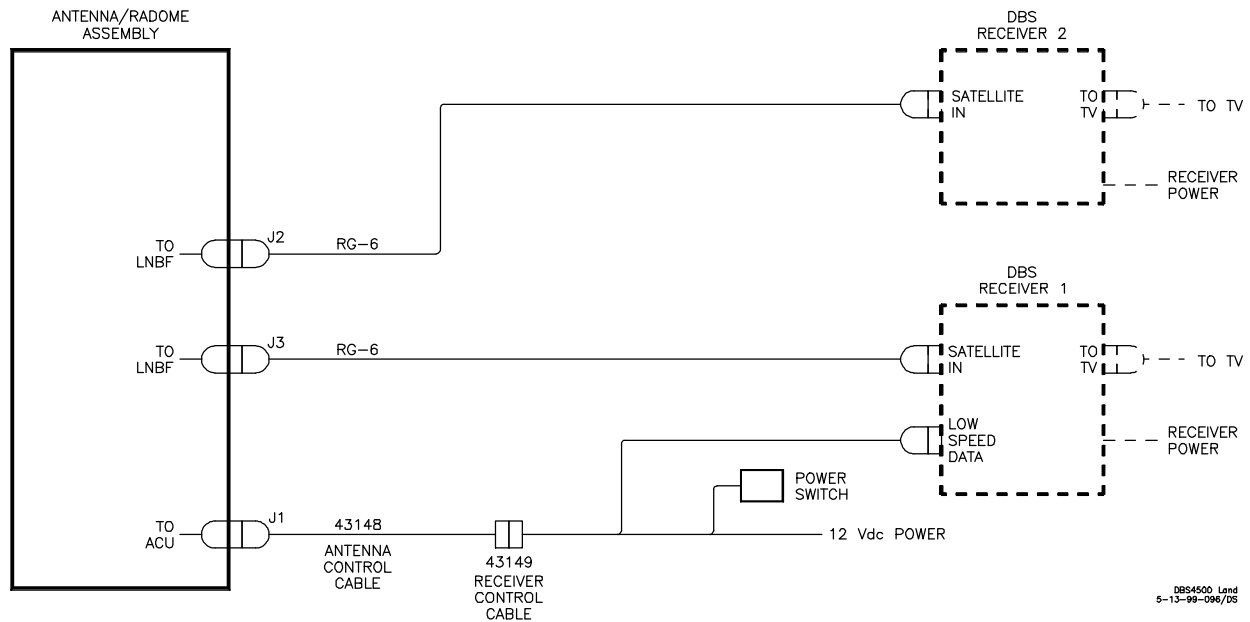 ANTENNA/RADOME
ASSEMBLY
DBS
RECEIVER 2
SATELLITE
IN
TO
TV
TO TV
RECEIVER
POWER
TO
LNBF
J2
RG-6
DBS
RECEIVER 1
TO
LNBF
J3
RG-6
SATELLITE
IN
TO
TV
TO TV
LOW
SPEED
DATA
RECEIVER
POWER
POWER
SWITCH
TO
ACU
J1
43148
ANTENNA
CONTROL
CABLE
43149
RECEIVER
CONTROL
CABLE
12 Vdc POWER
DBS4500 Land
5-13-99-096/DS